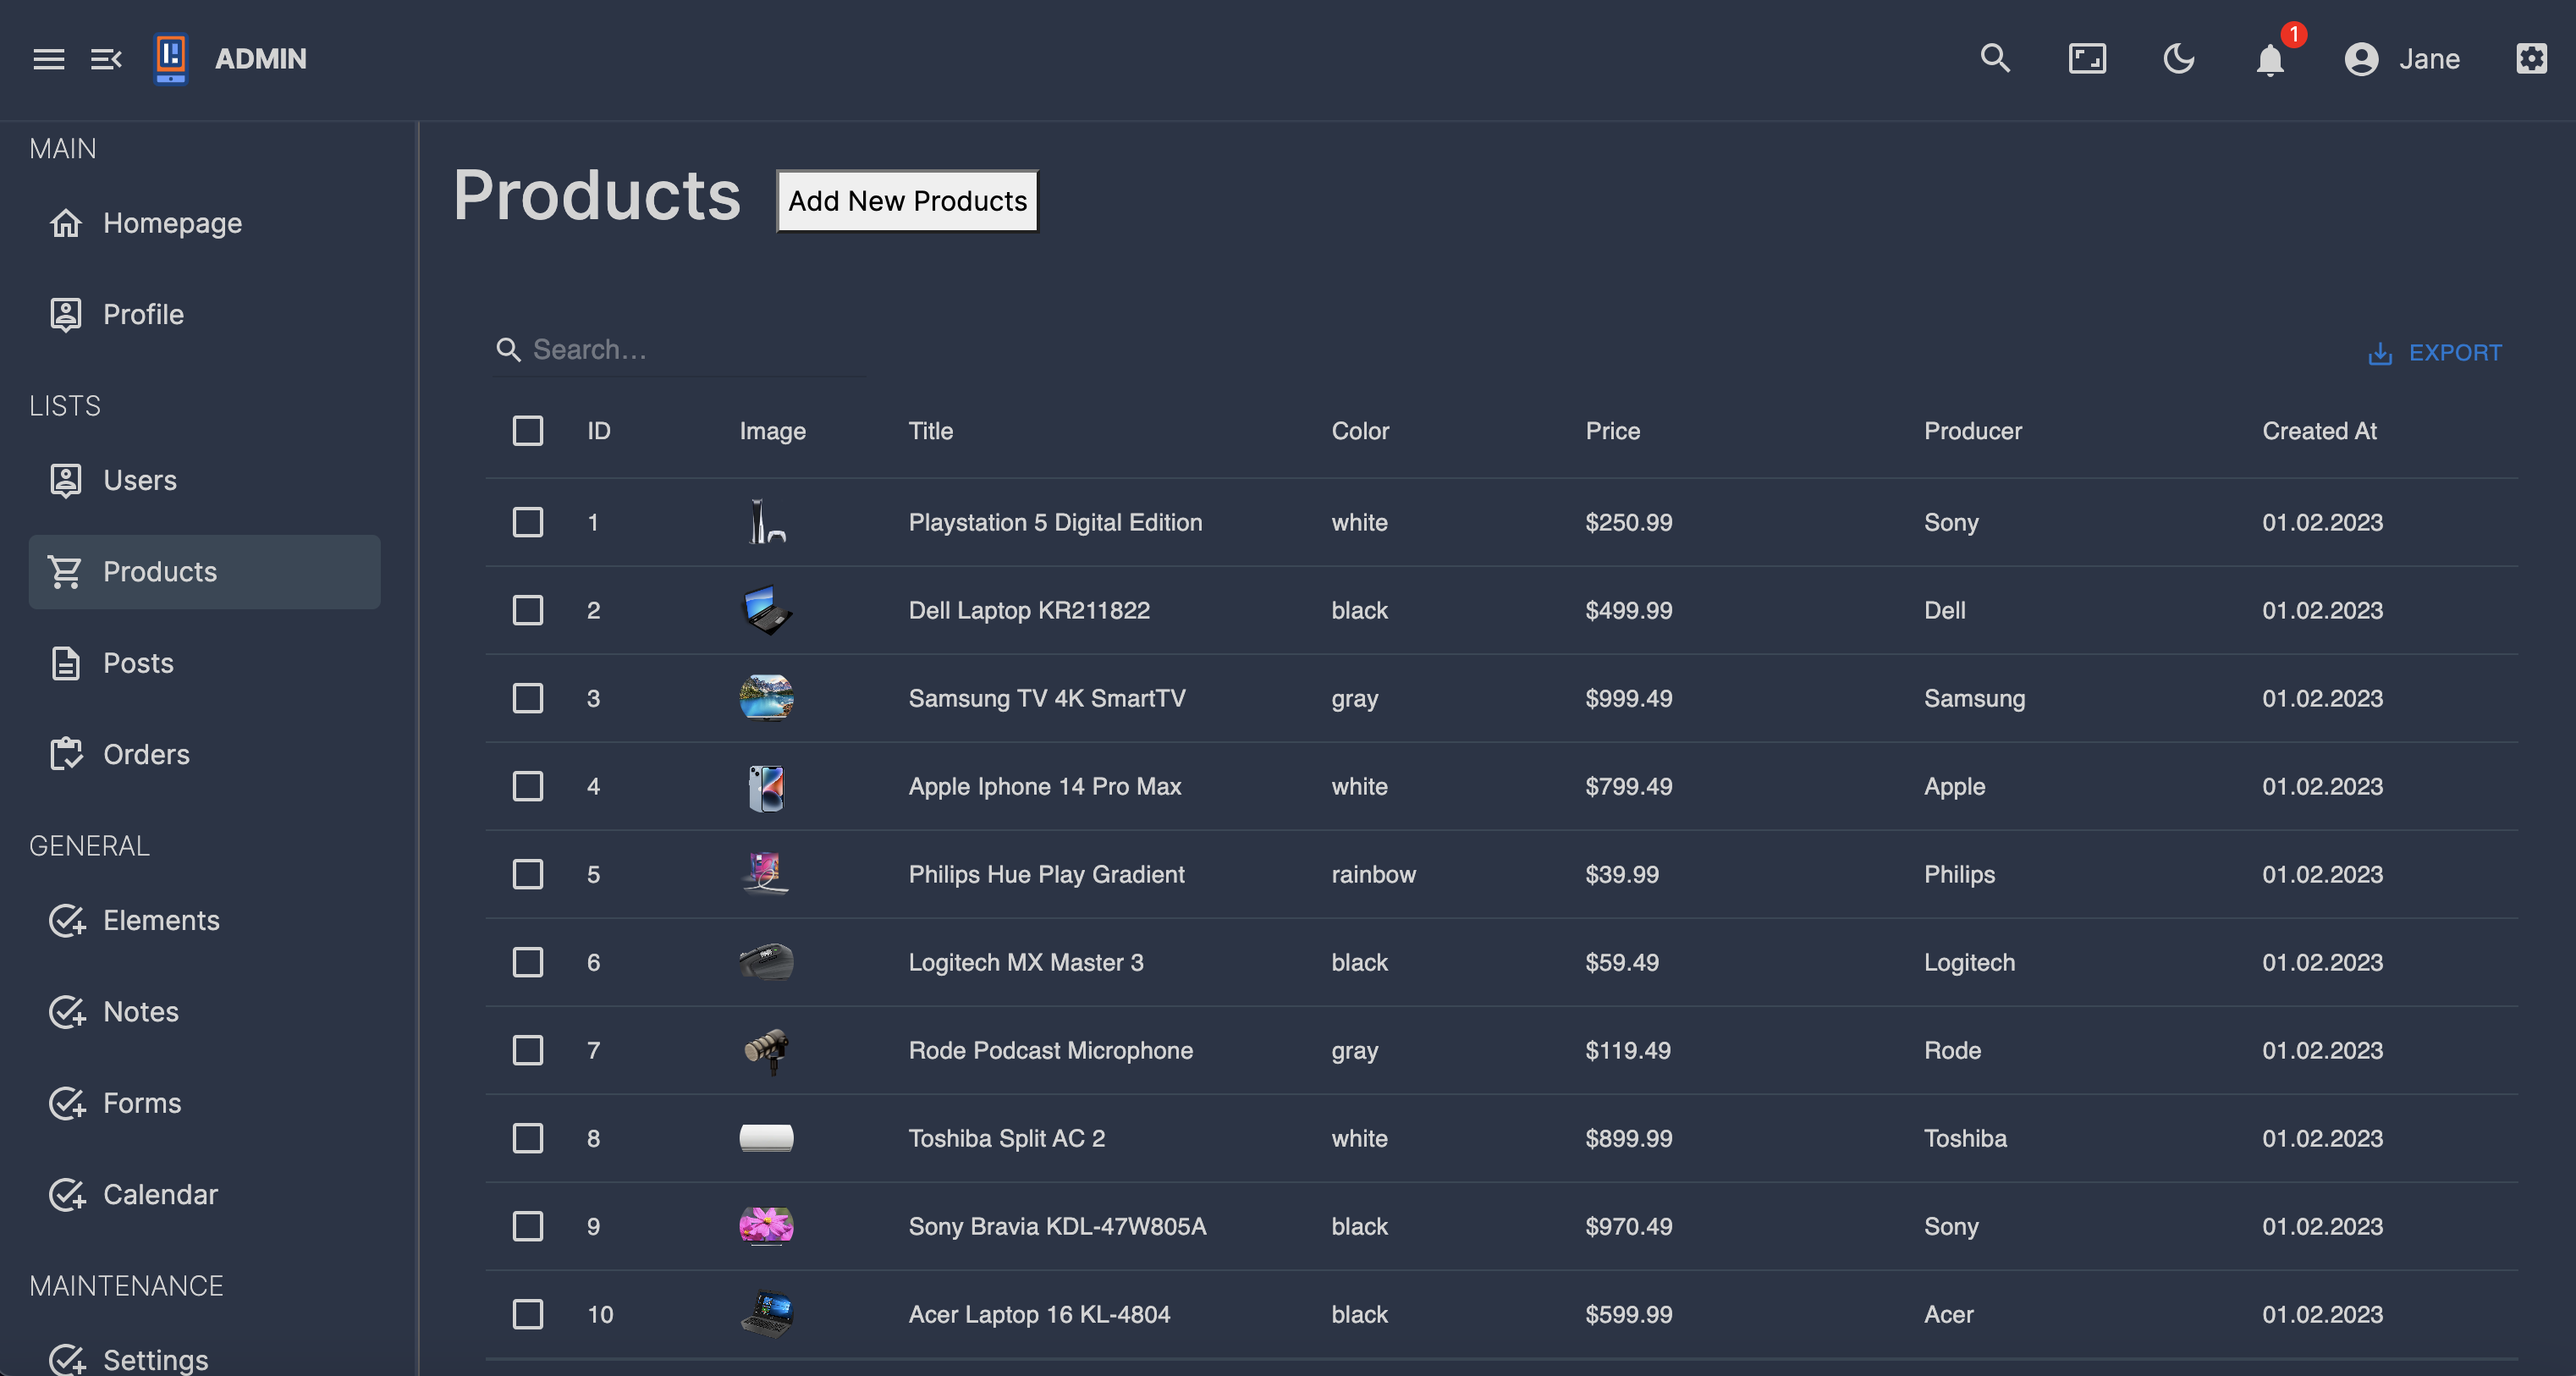 ADMIN
1
Jane
MAIN
Homepage
Profile
LISTS
Users
Products
Posts
Orders
GENERAL
Elements
Notes
Forms
Calendar
MAINTENANCE
Settings
Products
Add New Products
Search…
EXPORT
ID Image Title Color Price Producer Created At
1 Playstation 5 Digital Edition white $250.99 Sony 01.02.2023
2 Dell Laptop KR211822 black $499.99 Dell 01.02.2023
3 Samsung TV 4K SmartTV gray $999.49 Samsung 01.02.2023
4 Apple Iphone 14 Pro Max white $799.49 Apple 01.02.2023
5 Philips Hue Play Gradient rainbow $39.99 Philips 01.02.2023
6 Logitech MX Master 3 black $59.49 Logitech 01.02.2023
7 Rode Podcast Microphone gray $119.49 Rode 01.02.2023
8 Toshiba Split AC 2 white $899.99 Toshiba 01.02.2023
9 Sony Bravia KDL-47W805A black $970.49 Sony 01.02.2023
10 Acer Laptop 16 KL-4804 black $599.99 Acer 01.02.2023